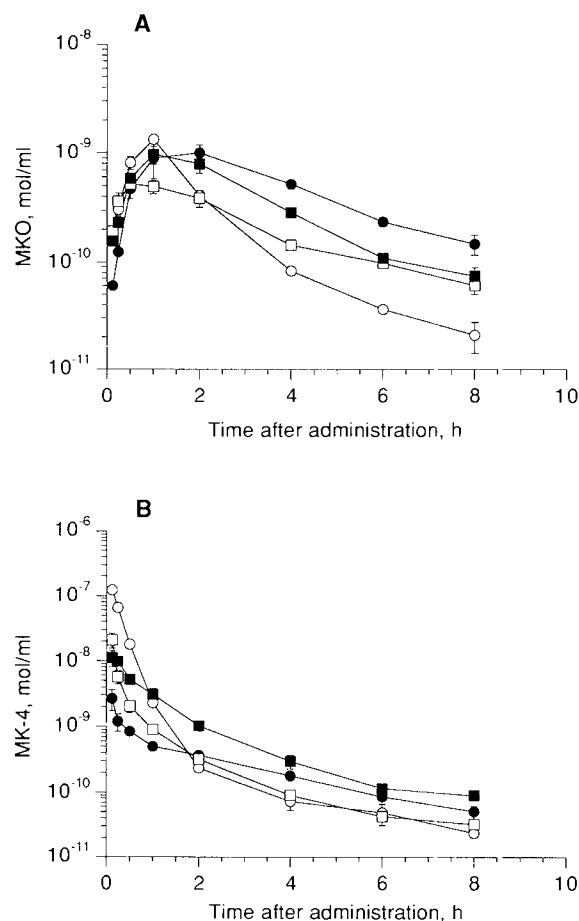 A
10⁻⁸
10⁻⁹
10⁻¹⁰
10⁻¹¹
MKO, mol/ml
0 2 4 6 8 10
Time after administration, h
B
10⁻⁶
10⁻⁷
10⁻⁸
10⁻⁹
10⁻¹⁰
10⁻¹¹
MK-4, mol/ml
0 2 4 6 8 10
Time after administration, h